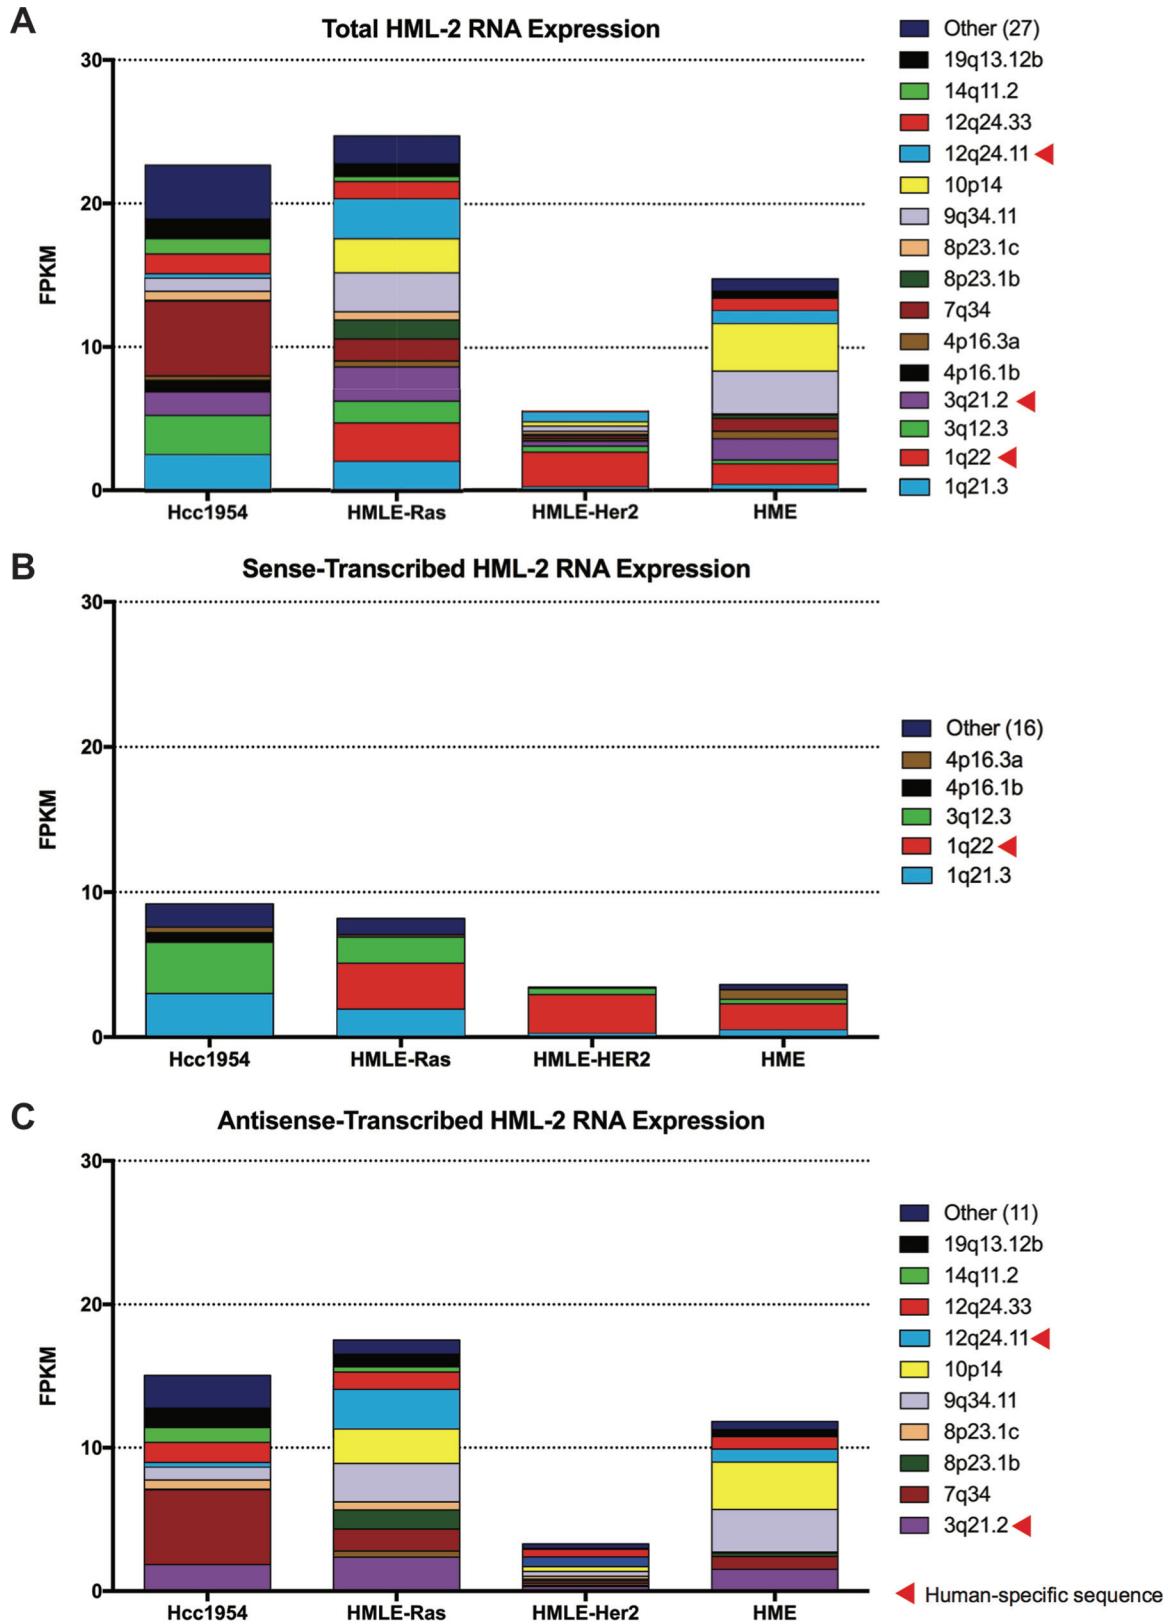 A
Total HML-2 RNA Expression
30
20
10
0
FPKM
Hcc1954
HMLE-Ras
HMLE-Her2
HME
Other (27)
19q13.12b
14q11.2
12q24.33
12q24.11
10p14
9q34.11
8p23.1c
8p23.1b
7q34
4p16.3a
4p16.1b
3q21.2
3q12.3
1q22
1q21.3
B
Sense-Transcribed HML-2 RNA Expression
30
20
10
0
FPKM
Hcc1954
HMLE-Ras
HMLE-HER2
HME
Other (16)
4p16.3a
4p16.1b
3q12.3
1q22
1q21.3
C
Antisense-Transcribed HML-2 RNA Expression
30
20
10
0
FPKM
Hcc1954
HMLE-Ras
HMLE-Her2
HME
Other (11)
19q13.12b
14q11.2
12q24.33
12q24.11
10p14
9q34.11
8p23.1c
8p23.1b
7q34
3q21.2
Human-specific sequence